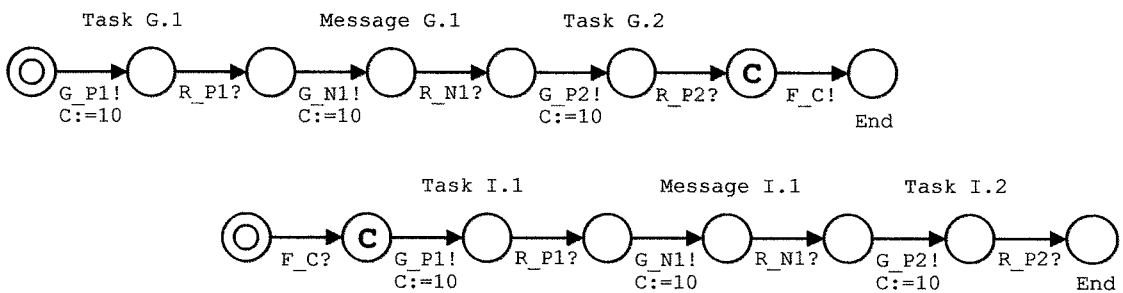 Task G.1 Message G.1 Task G.2
C
G_P1! R_P1? G_N1! R_N1? G_P2! R_P2? F_C!
C:=10 C:=10 C:=10
End
Task I.1 Message I.1 Task I.2
C
F_C? G_P1! R_P1? G_N1! R_N1? G_P2! R_P2?
C:=10 C:=10 C:=10 End